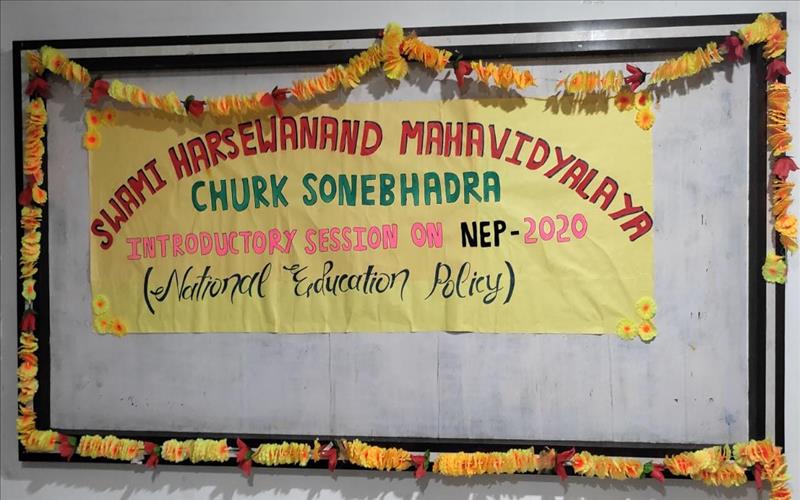 SWAMI HARSEWANAND MAHAVIDYALAYA
CHURK SONEBHADRA
INTRODUCTORY SESSION ON NEP-2020
(National Education Policy)